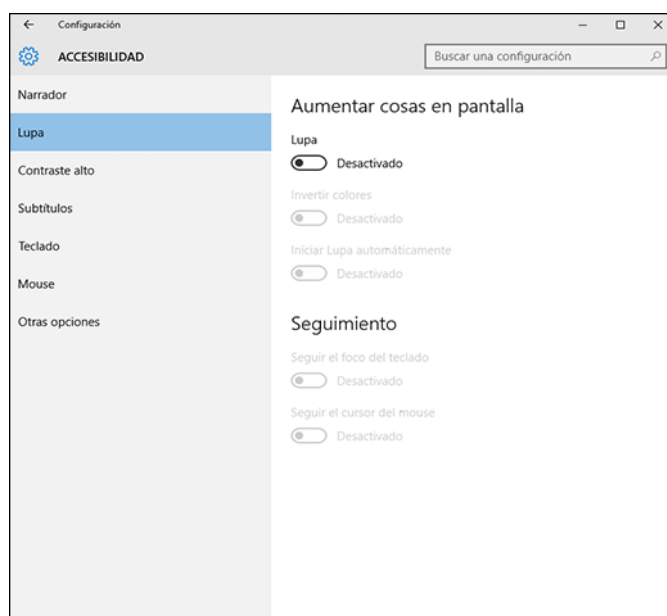 Configuración
ACCESIBILIDAD
Buscar una configuración
Narrador
Lupa
Contraste alto
Subtítulos
Teclado
Mouse
Otras opciones
Aumentar cosas en pantalla
Lupa
Desactivado
Invertir colores
Desactivado
Iniciar Lupa automáticamente
Desactivado
Seguimiento
Seguir el foco del teclado
Desactivado
Seguir el cursor del mouse
Desactivado